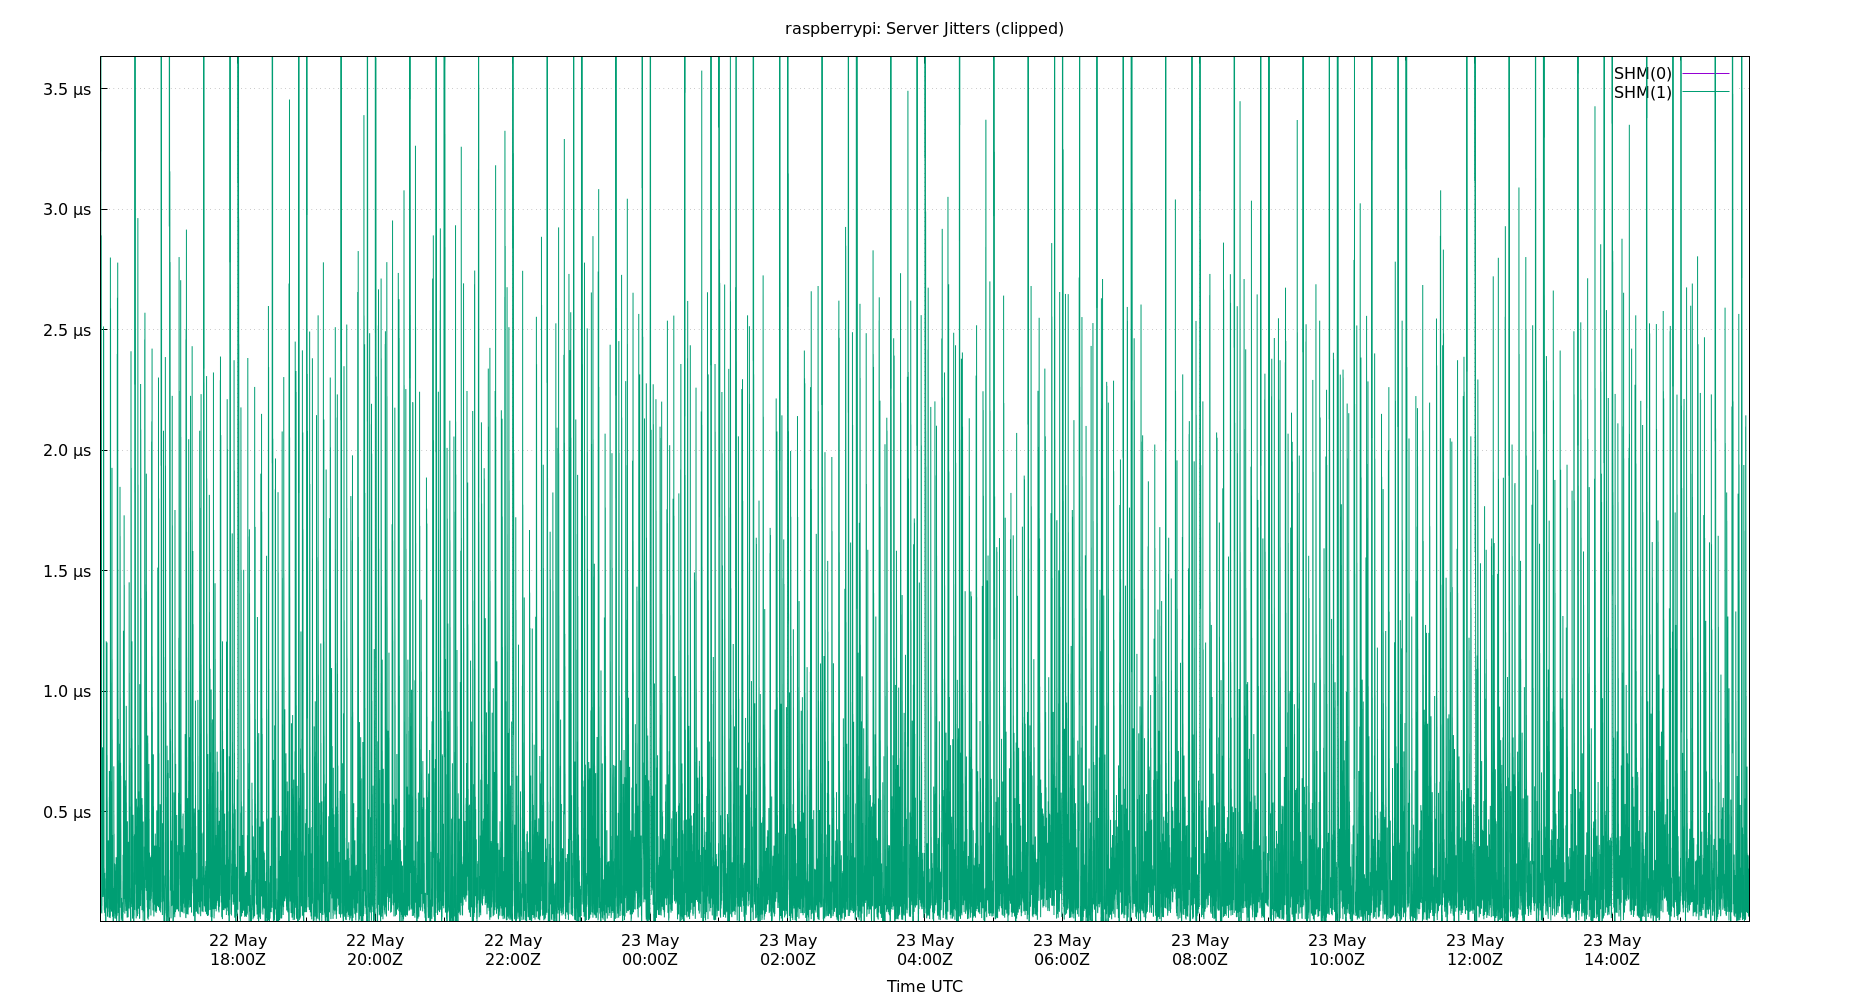 raspberrypi: Server Jitters (clipped)
SHM(0)
SHM(1)
3.5 µs
3.0 µs
2.5 µs
2.0 µs
1.5 µs
1.0 µs
0.5 µs
22 May 22 May 22 May 23 May 23 May 23 May 23 May 23 May 23 May 23 May 23 May
18:00Z 20:00Z 22:00Z 00:00Z 02:00Z 04:00Z 06:00Z 08:00Z 10:00Z 12:00Z 14:00Z
Time UTC